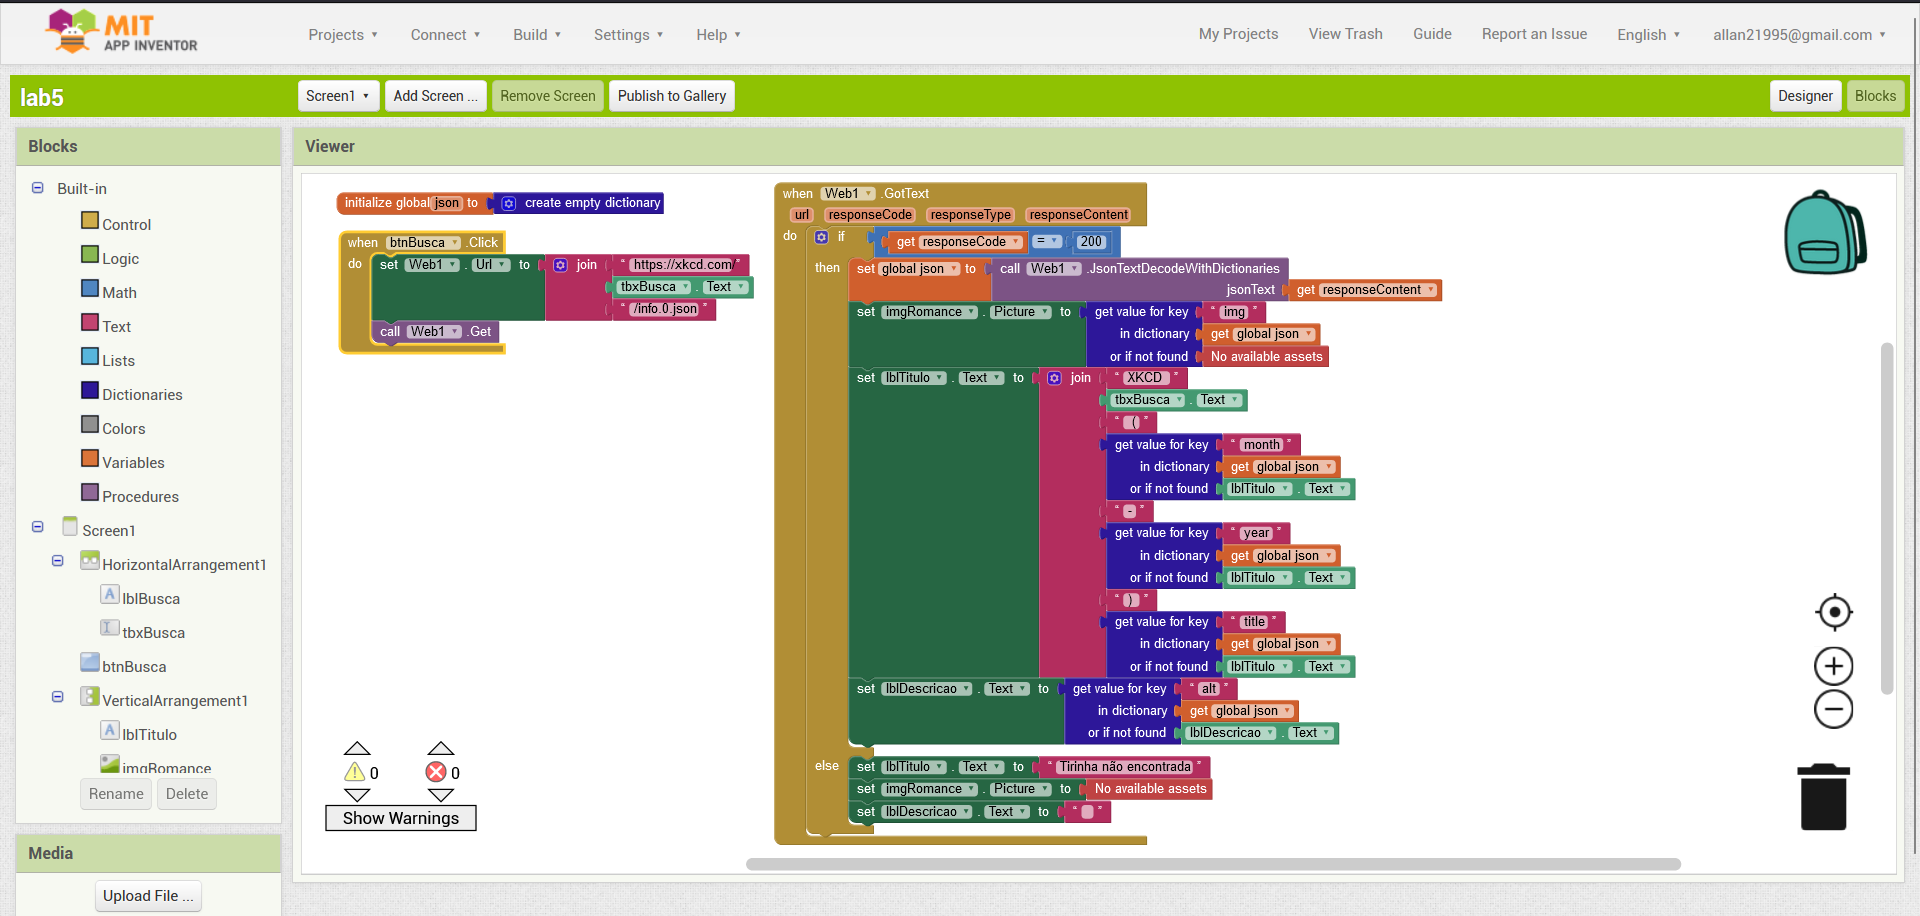 MIT
APP INVENTOR
Projects Connect Build Settings Help
My Projects View Trash Guide Report an Issue English allan21995@gmail.com
lab5
Screen1 Add Screen ... Remove Screen Publish to Gallery
Designer Blocks
Blocks
Built-in
Control
Logic
Math
Text
Lists
Dictionaries
Colors
Variables
Procedures
Screen1
HorizontalArrangement1
lblBusca
tbxBusca
btnBusca
VerticalArrangement1
lblTitulo
imgRomance
Rename Delete
Media
Upload File ...
Viewer
initialize global json to create empty dictionary
when btnBusca .Click
do set Web1 . Url to join “ https://xkcd.com/ ”
tbxBusca . Text
“ /info.0.json ”
call Web1 .Get
when Web1 .GotText
url responseCode responseType responseContent
do if get responseCode = 200
then set global json to call Web1 .JsonTextDecodeWithDictionaries
jsonText get responseContent
set imgRomance . Picture to get value for key “ img ”
in dictionary get global json
or if not found No available assets
set lblTitulo . Text to join “ XKCD ”
tbxBusca . Text
“ ( ”
get value for key “ month ”
in dictionary get global json
or if not found lblTitulo . Text
“ - ”
get value for key “ year ”
in dictionary get global json
or if not found lblTitulo . Text
“ ) ”
get value for key “ title ”
in dictionary get global json
or if not found lblTitulo . Text
set lblDescricao . Text to get value for key “ alt ”
in dictionary get global json
or if not found lblDescricao . Text
else set lblTitulo . Text to “ Tirinha não encontrada ”
set imgRomance . Picture to No available assets
set lblDescricao . Text to “ ”
0 0
Show Warnings